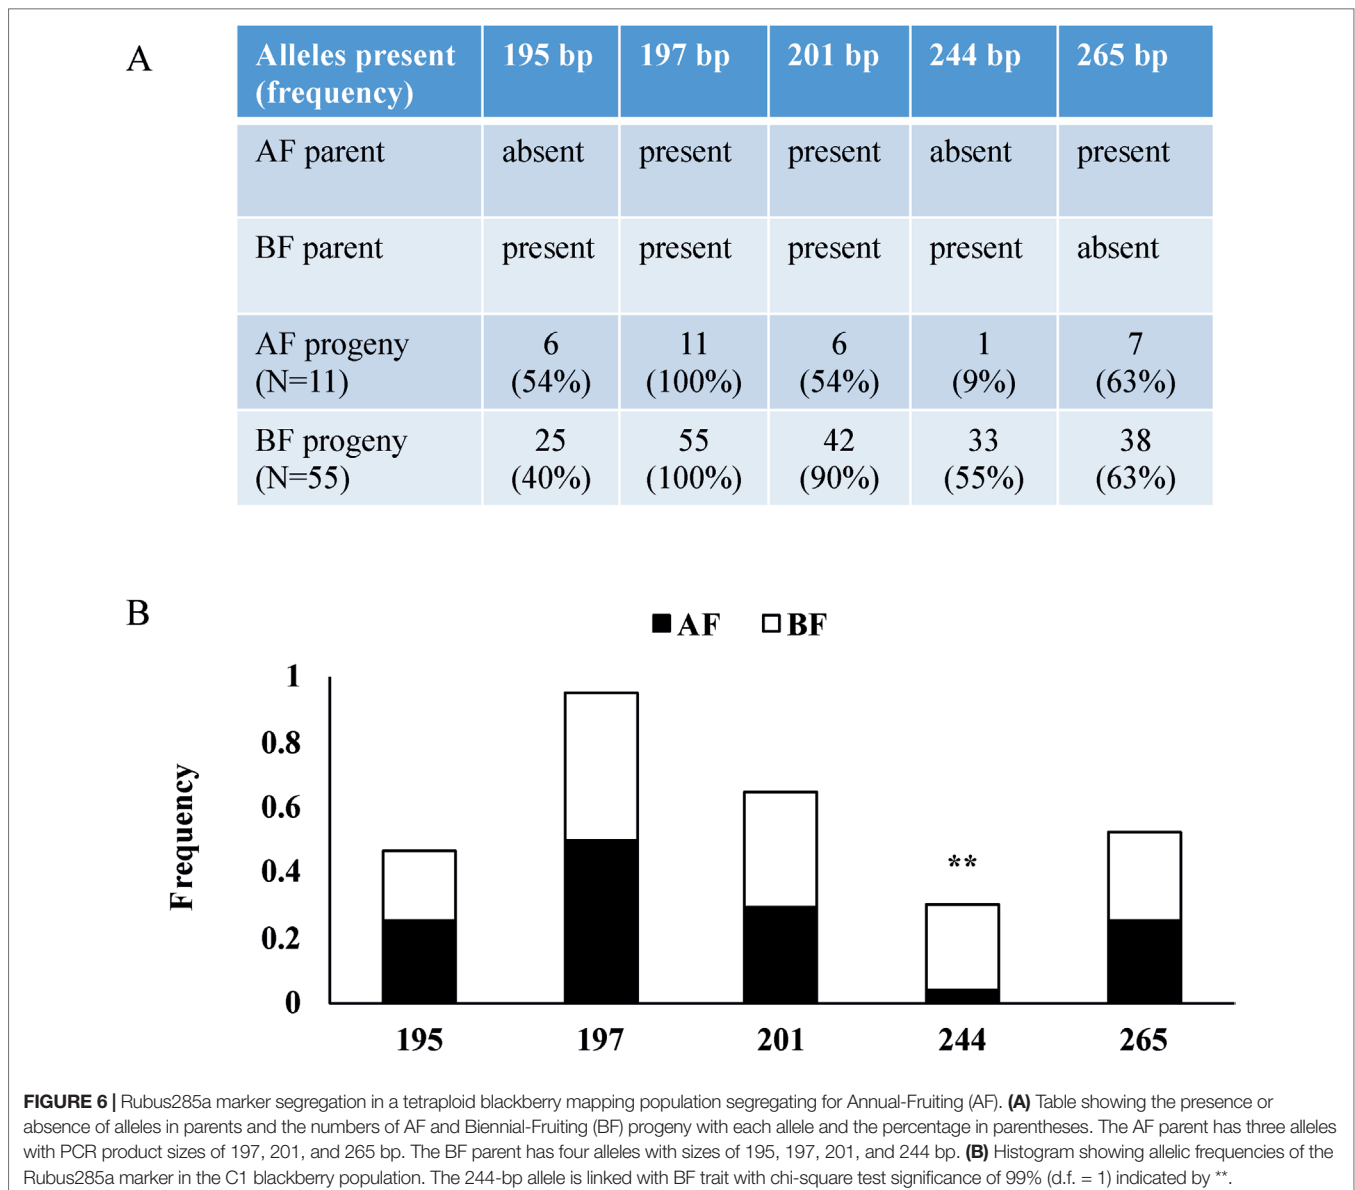 A
Alleles present (frequency) 195 bp 197 bp 201 bp 244 bp 265 bp
AF parent absent present present absent present
BF parent present present present present absent
AF progeny (N=11) 6 (54%) 11 (100%) 6 (54%) 1 (9%) 7 (63%)
BF progeny (N=55) 25 (40%) 55 (100%) 42 (90%) 33 (55%) 38 (63%)
B
AF BF
Frequency
1
0.8
0.6
0.4
0.2
0
**
195 197 201 244 265
FIGURE 6 | Rubus285a marker segregation in a tetraploid blackberry mapping population segregating for Annual-Fruiting (AF). (A) Table showing the presence or
absence of alleles in parents and the numbers of AF and Biennial-Fruiting (BF) progeny with each allele and the percentage in parentheses. The AF parent has three alleles
with PCR product sizes of 197, 201, and 265 bp. The BF parent has four alleles with sizes of 195, 197, 201, and 244 bp. (B) Histogram showing allelic frequencies of the
Rubus285a marker in the C1 blackberry population. The 244-bp allele is linked with BF trait with chi-square test significance of 99% (d.f. = 1) indicated by **.